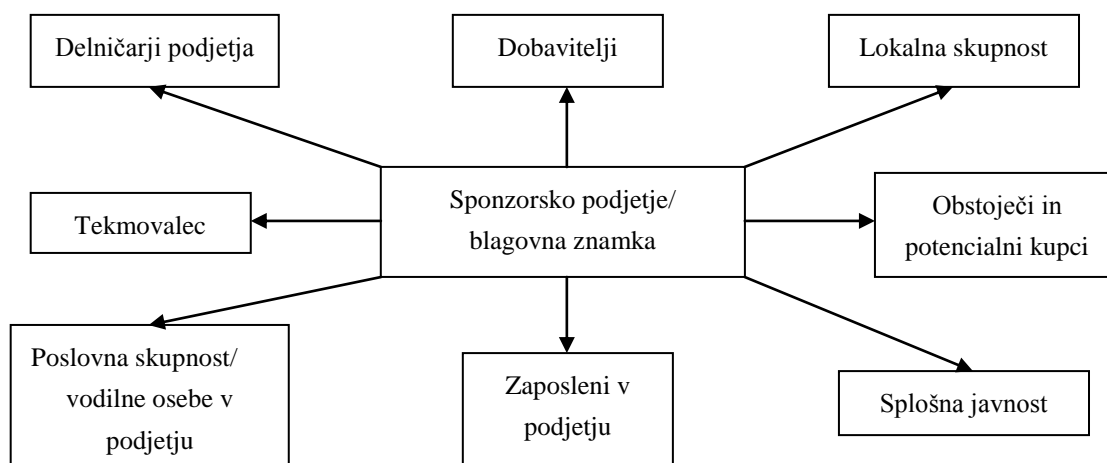 Delničarji podjetja
Dobavitelji
Lokalna skupnost
Tekmovalec
Sponzorsko podjetje/
blagovna znamka
Obstoječi in
potencialni kupci
Poslovna skupnost/
vodilne osebe v
podjetju
Zaposleni v
podjetju
Splošna javnost